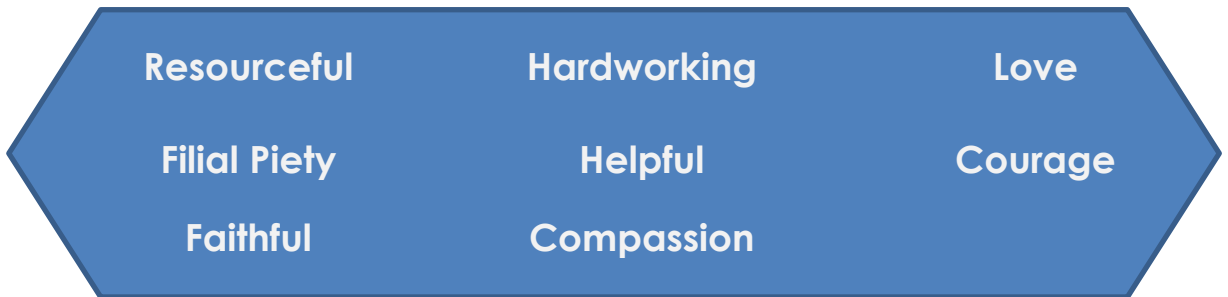 Resourceful Hardworking Love
Filial Piety Helpful Courage
Faithful Compassion